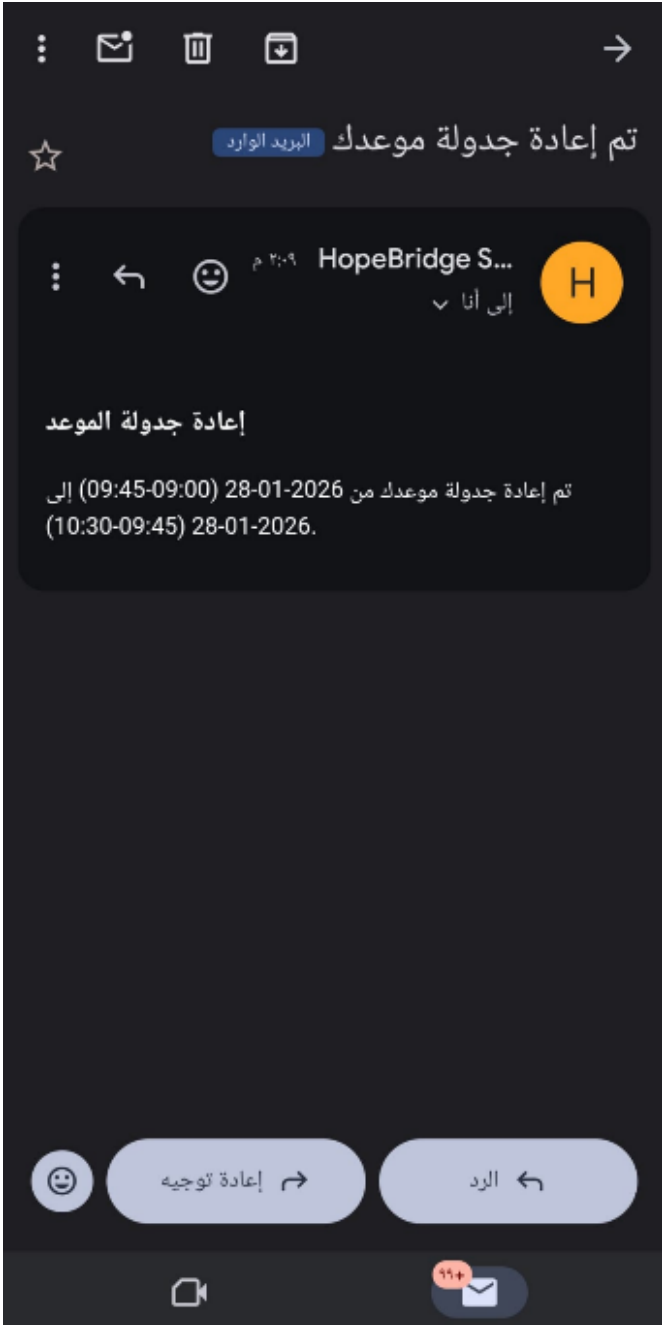 تم إعادة جدولة موعدك البريد الوارد
HopeBridge S... ٢:٠٩ م
إلى أنا
H
إعادة جدولة الموعد
تم إعادة جدولة موعدك من 2026-01-28 (09:00-09:45) إلى
2026-01-28 (09:45-10:30).
الرد
إعادة توجيه
+٩٩